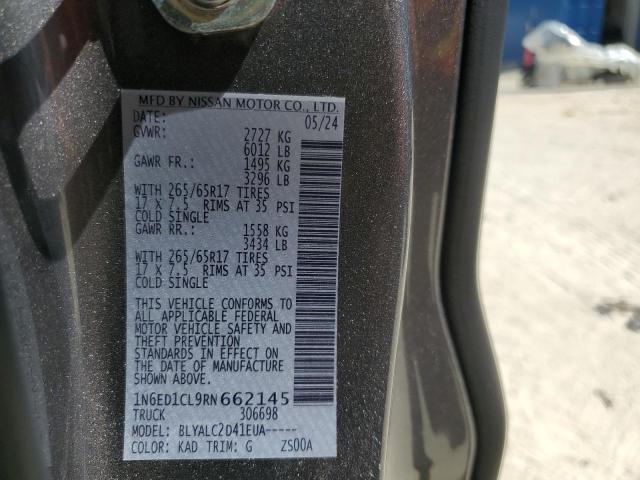 MFD BY NISSAN MOTOR CO., LTD.
DATE: 05/24
GVWR: 2727 KG
6012 LB
GAWR FR.: 1495 KG
3296 LB
WITH 265/65R17 TIRES
17 X 7.5 RIMS AT 35 PSI
COLD SINGLE
GAWR RR.: 1558 KG
3434 LB
WITH 265/65R17 TIRES
17 X 7.5 RIMS AT 35 PSI
COLD SINGLE
THIS VEHICLE CONFORMS TO
ALL APPLICABLE FEDERAL
MOTOR VEHICLE SAFETY AND
THEFT PREVENTION
STANDARDS IN EFFECT ON
THE DATE OF MANUFACTURE
SHOWN ABOVE.
1N6ED1CL9RN662145
TRUCK 306698
MODEL: BLYALC2D41EUA-----
COLOR: KAD TRIM: G ZS00A